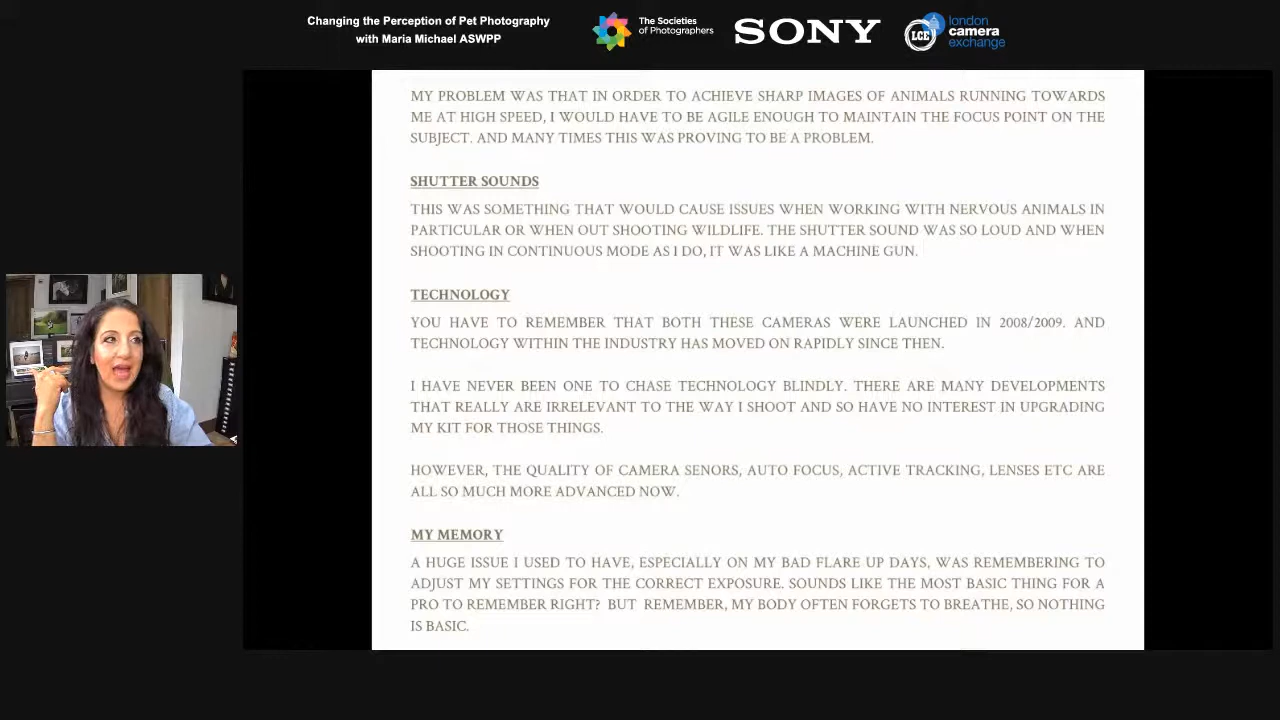 Changing the Perception of Pet Photography
with Maria Michael ASWPP
The Societies
of Photographers
SONY
LCE
london
camera
exchange
MY PROBLEM WAS THAT IN ORDER TO ACHIEVE SHARP IMAGES OF ANIMALS RUNNING TOWARDS
ME AT HIGH SPEED, I WOULD HAVE TO BE AGILE ENOUGH TO MAINTAIN THE FOCUS POINT ON THE
SUBJECT. AND MANY TIMES THIS WAS PROVING TO BE A PROBLEM.
SHUTTER SOUNDS
THIS WAS SOMETHING THAT WOULD CAUSE ISSUES WHEN WORKING WITH NERVOUS ANIMALS IN
PARTICULAR OR WHEN OUT SHOOTING WILDLIFE. THE SHUTTER SOUND WAS SO LOUD AND WHEN
SHOOTING IN CONTINUOUS MODE AS I DO, IT WAS LIKE A MACHINE GUN.
TECHNOLOGY
YOU HAVE TO REMEMBER THAT BOTH THESE CAMERAS WERE LAUNCHED IN 2008/2009. AND
TECHNOLOGY WITHIN THE INDUSTRY HAS MOVED ON RAPIDLY SINCE THEN.
I HAVE NEVER BEEN ONE TO CHASE TECHNOLOGY BLINDLY. THERE ARE MANY DEVELOPMENTS
THAT REALLY ARE IRRELEVANT TO THE WAY I SHOOT AND SO HAVE NO INTEREST IN UPGRADING
MY KIT FOR THOSE THINGS.
HOWEVER, THE QUALITY OF CAMERA SENORS, AUTO FOCUS, ACTIVE TRACKING, LENSES ETC ARE
ALL SO MUCH MORE ADVANCED NOW.
MY MEMORY
A HUGE ISSUE I USED TO HAVE, ESPECIALLY ON MY BAD FLARE UP DAYS, WAS REMEMBERING TO
ADJUST MY SETTINGS FOR THE CORRECT EXPOSURE. SOUNDS LIKE THE MOST BASIC THING FOR A
PRO TO REMEMBER RIGHT? BUT REMEMBER, MY BODY OFTEN FORGETS TO BREATHE, SO NOTHING
IS BASIC.